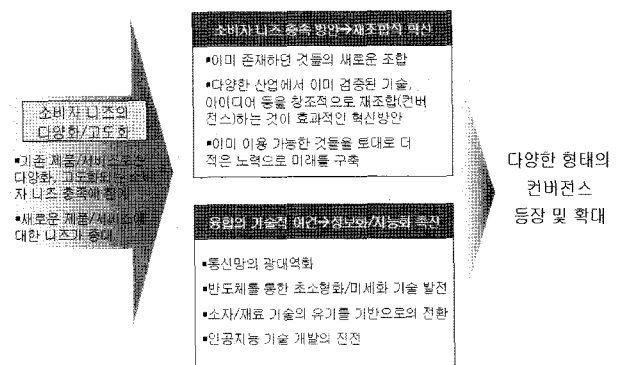 소비자 니즈의
다양화/고도화
▪기존 제품/서비스로는
다양화, 고도화되는 소비
자 니즈 충족에 한계
▪새로운 제품/서비스에
대한 니즈가 증대
소비자 니즈 충족 방안→재조합식 혁신
▪이미 존재하던 것들의 새로운 조합
▪다양한 산업에서 이미 검증된 기술,
아이디어 등을 창조적으로 재조합(컨버
전스)하는 것이 효과적인 혁신방안
▪이미 이용 가능한 것들을 토대로 더
적은 노력으로 미래를 구축
융합의 기술적 여건→정보화/지능화 촉진
▪통신망의 광대역화
▪반도체를 통한 초소형화/미세화 기술 발전
▪소자/재료 기술의 유기물 기반으로의 전환
▪인공지능 기술 개발의 진전
다양한 형태의
컨버전스
등장 및 확대